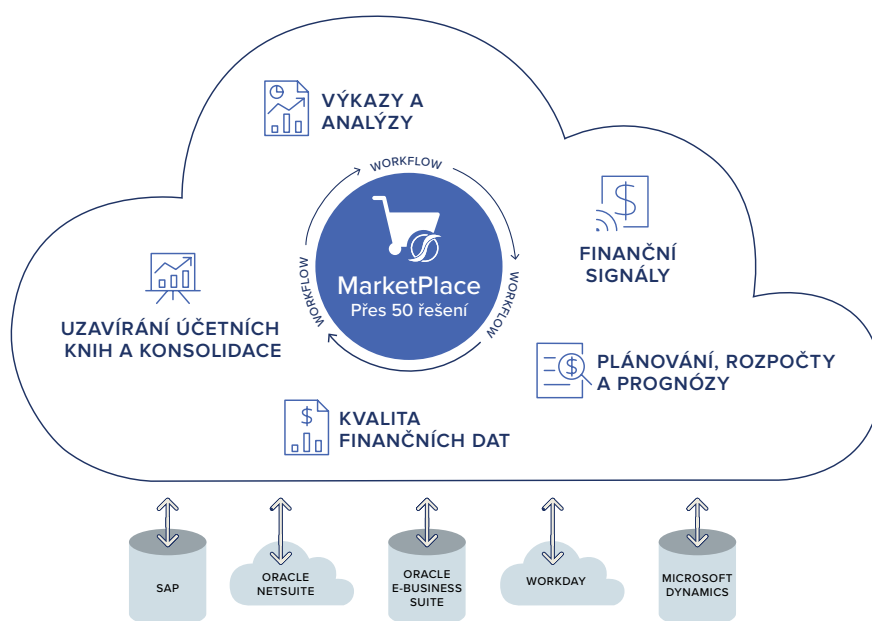 VÝKAZY A
ANALÝZY
WORKFLOW
FINANČNÍ
SIGNÁLY
WORKFLOW
WORKFLOW
MarketPlace
Přes 50 řešení
UZAVÍRÁNÍ ÚČETNÍCH
KNIH A KONSOLIDACE
PLÁNOVÁNÍ, ROZPOČTY
A PROGNÓZY
KVALITA
FINANČNÍCH DAT
SAP
ORACLE
NETSUITE
ORACLE
E-BUSINESS
SUITE
WORKDAY
MICROSOFT
DYNAMICS